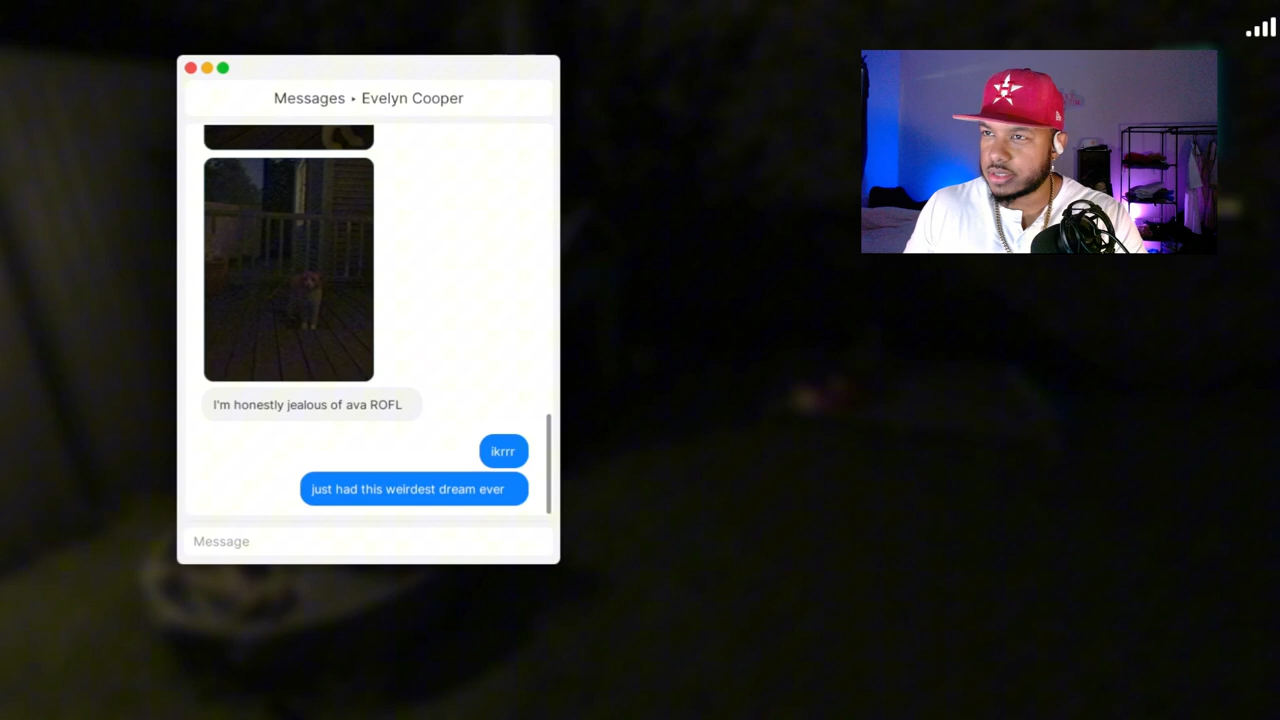 Messages ‣ Evelyn Cooper
I'm honestly jealous of ava ROFL
ikrrr
just had this weirdest dream ever
Message